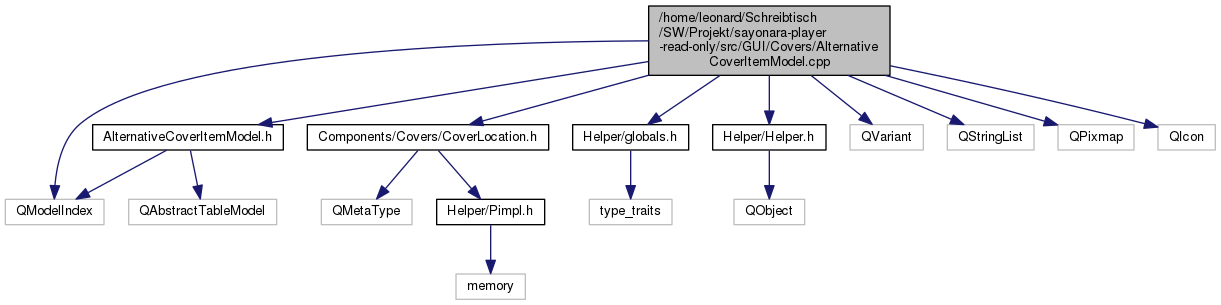 /home/leonard/Schreibtisch
/SW/Projekt/sayonara-player
-read-only/src/GUI/Covers/Alternative
CoverItemModel.cpp
AlternativeCoverItemModel.h
Components/Covers/CoverLocation.h
Helper/globals.h
Helper/Helper.h
QVariant
QStringList
QPixmap
QIcon
QModelIndex
QAbstractTableModel
QMetaType
Helper/Pimpl.h
type_traits
QObject
memory